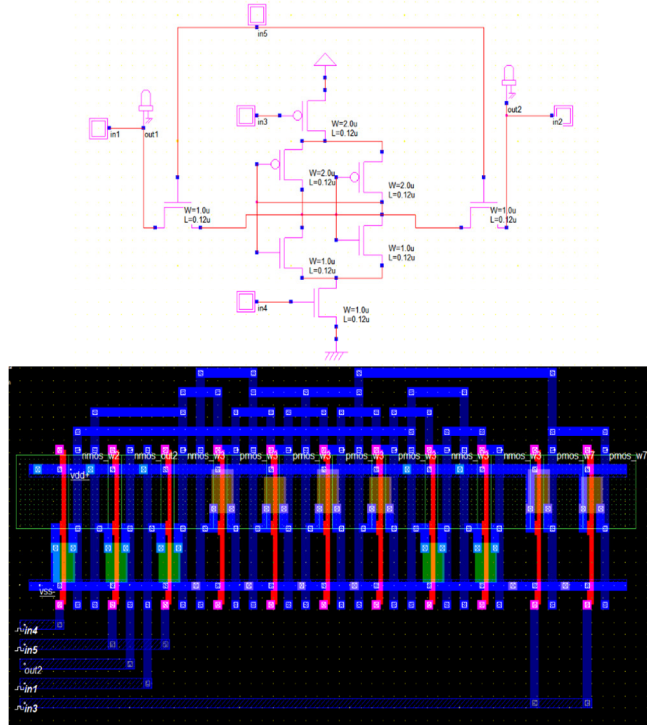 in5
in1
out1
in3
out2
in2
W=2.0u
L=0.12u
W=2.0u
L=0.12u
W=2.0u
L=0.12u
W=1.0u
L=0.12u
W=1.0u
L=0.12u
W=1.0u
L=0.12u
W=1.0u
L=0.12u
in4
W=1.0u
L=0.12u
nmos_w2 nmos_out2 nmos_w3 pmos_w3 pmos_w3 pmos_w3 nmos_w3 nmos_w3 pmos_w7 pmos_w7
vdd+
vss-
in4
in5
out2
in1
in3